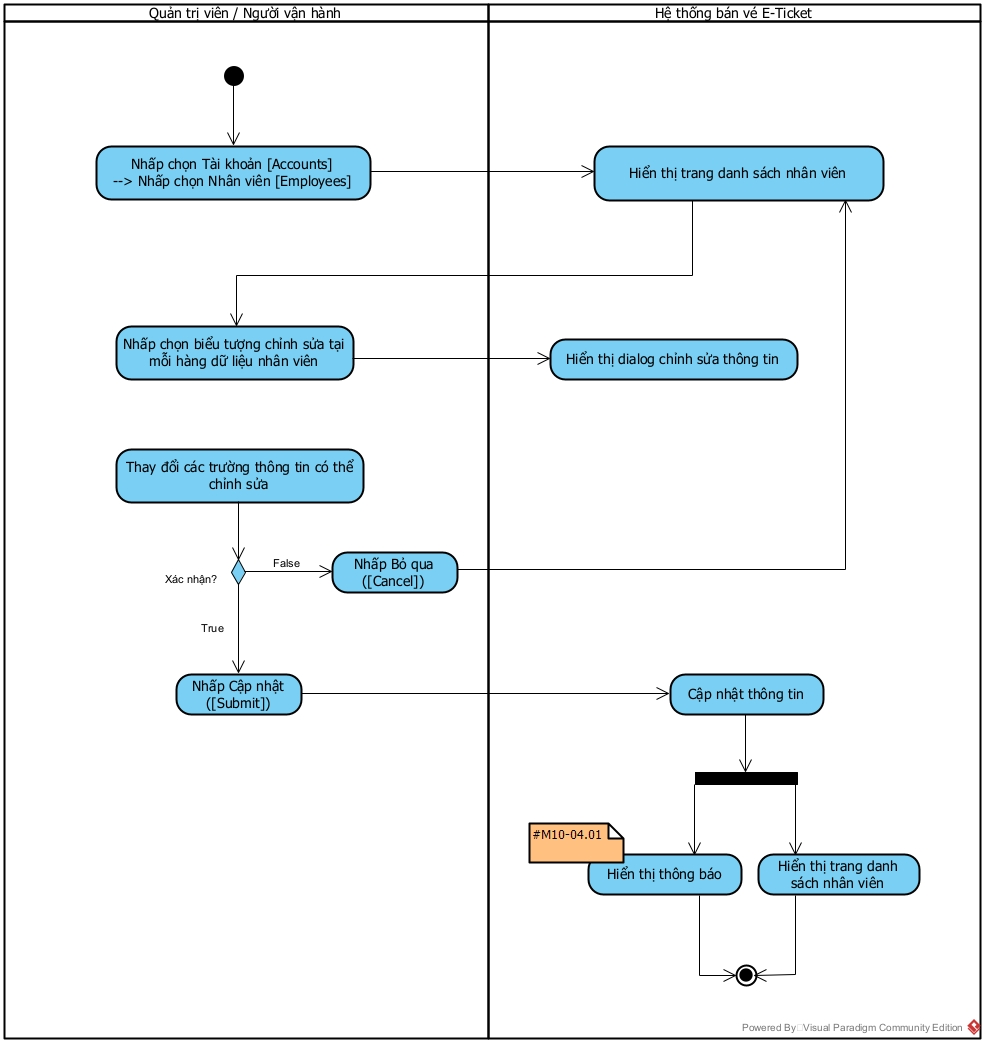 Quản trị viên / Người vận hành
Hệ thống bán vé E-Ticket
Nhấp chọn Tài khoản [Accounts]
--> Nhấp chọn Nhân viên [Employees]
Hiển thị trang danh sách nhân viên
Nhấp chọn biểu tượng chỉnh sửa tại
mỗi hàng dữ liệu nhân viên
Hiển thị dialog chỉnh sửa thông tin
Thay đổi các trường thông tin có thể
chỉnh sửa
Xác nhận?
False
Nhấp Bỏ qua
([Cancel])
True
Nhấp Cập nhật
([Submit])
Cập nhật thông tin
#M10-04.01
Hiển thị thông báo
Hiển thị trang danh
sách nhân viên
Powered By Visual Paradigm Community Edition